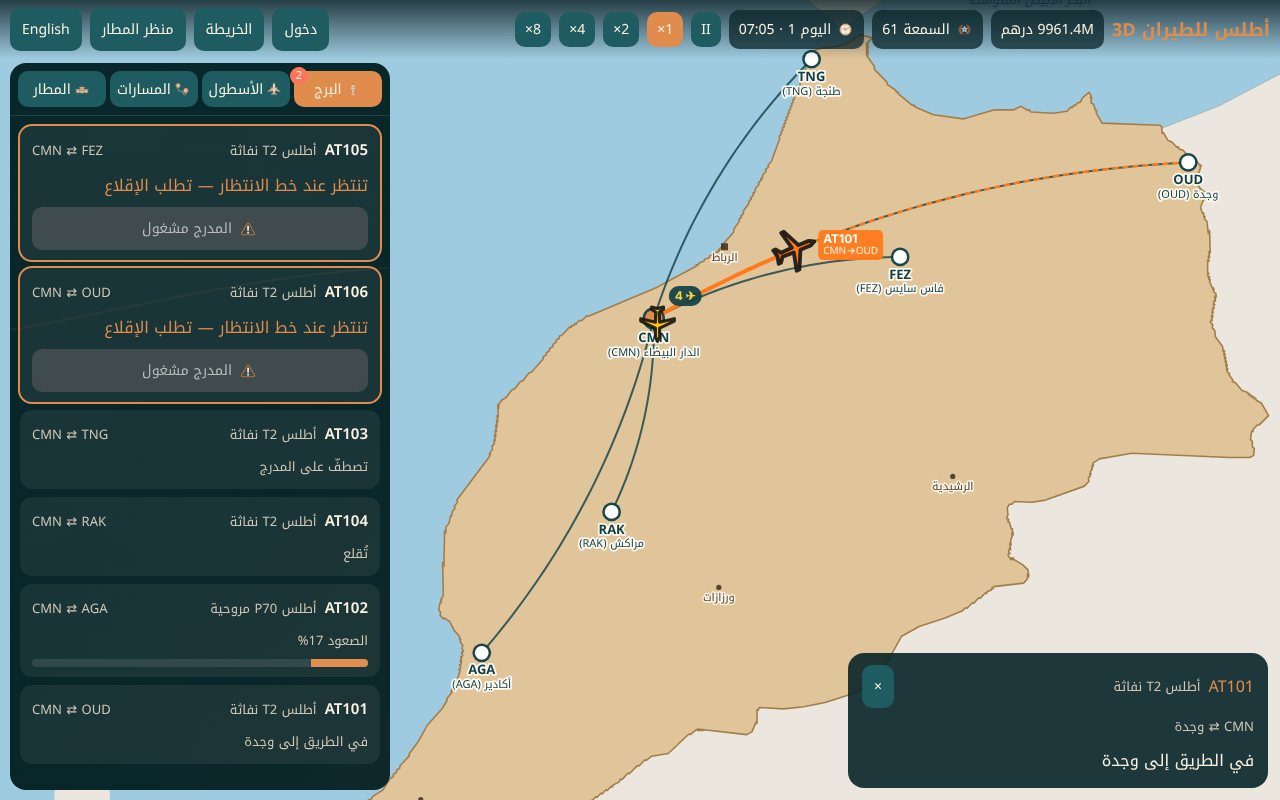 أطلس للطيران 3D
9961.4M درهم
السمعة 61
اليوم 1 · 07:05
II
×1
×2
×4
×8
دخول
الخريطة
منظر المطار
English
البرج
2
الأسطول
المسارات
المطار
AT105 أطلس T2 نفاثة
CMN ⇄ FEZ
تنتظر عند خط الانتظار — تطلب الإقلاع
المدرج مشغول
AT106 أطلس T2 نفاثة
CMN ⇄ OUD
تنتظر عند خط الانتظار — تطلب الإقلاع
المدرج مشغول
AT103 أطلس T2 نفاثة
CMN ⇄ TNG
تصطفّ على المدرج
AT104 أطلس T2 نفاثة
CMN ⇄ RAK
تُقلع
AT102 أطلس P70 مروحية
CMN ⇄ AGA
الصعود 17%
AT101 أطلس T2 نفاثة
CMN ⇄ OUD
في الطريق إلى وجدة
TNG
طنجة (TNG)
OUD
وجدة (OUD)
AT101
CMN→OUD
الرباط
FEZ
فاس سايس (FEZ)
4 ✈
CMN
الدار البيضاء (CMN)
الرشيدية
RAK
مراكش (RAK)
ورزازات
AGA
أكادير (AGA)
AT101 أطلس T2 نفاثة
×
CMN ⇄ وجدة
في الطريق إلى وجدة